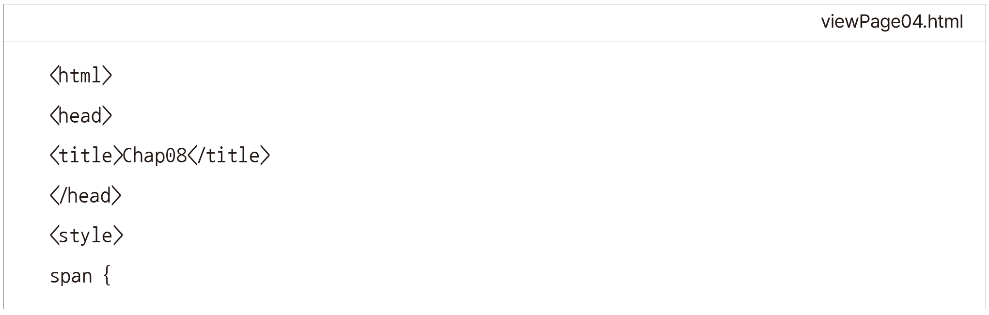 viewPage04.html
<html>
<head>
<title>Chap08</title>
</head>
<style>
span {